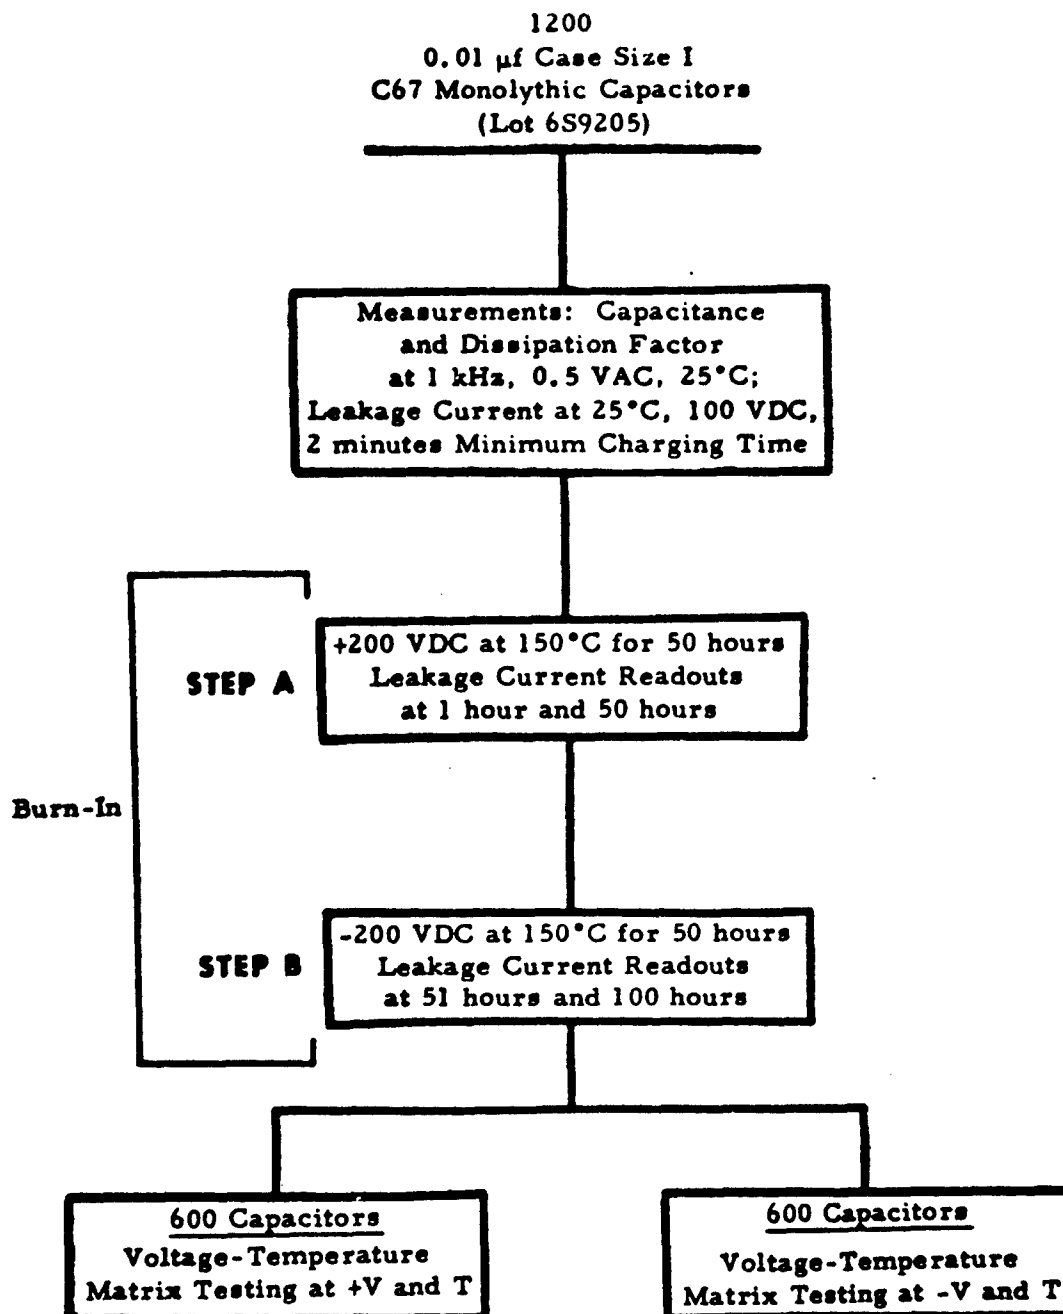 1200
0.01 µf Case Size I
C67 Monolythic Capacitors
(Lot 6S9205)
Measurements: Capacitance
and Dissipation Factor
at 1 kHz, 0.5 VAC, 25°C;
Leakage Current at 25°C, 100 VDC,
2 minutes Minimum Charging Time
Burn-In
STEP A
+200 VDC at 150°C for 50 hours
Leakage Current Readouts
at 1 hour and 50 hours
STEP B
-200 VDC at 150°C for 50 hours
Leakage Current Readouts
at 51 hours and 100 hours
600 Capacitors
Voltage-Temperature
Matrix Testing at +V and T
600 Capacitors
Voltage-Temperature
Matrix Testing at -V and T